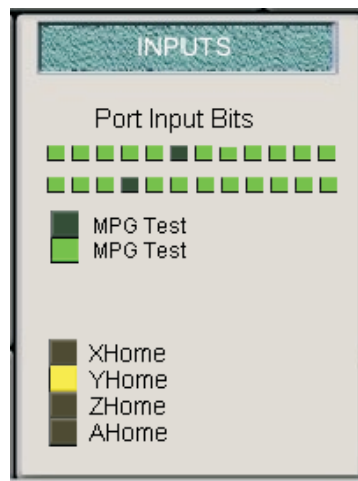 INPUTS
Port Input Bits
MPG Test
MPG Test
XHome
YHome
ZHome
AHome